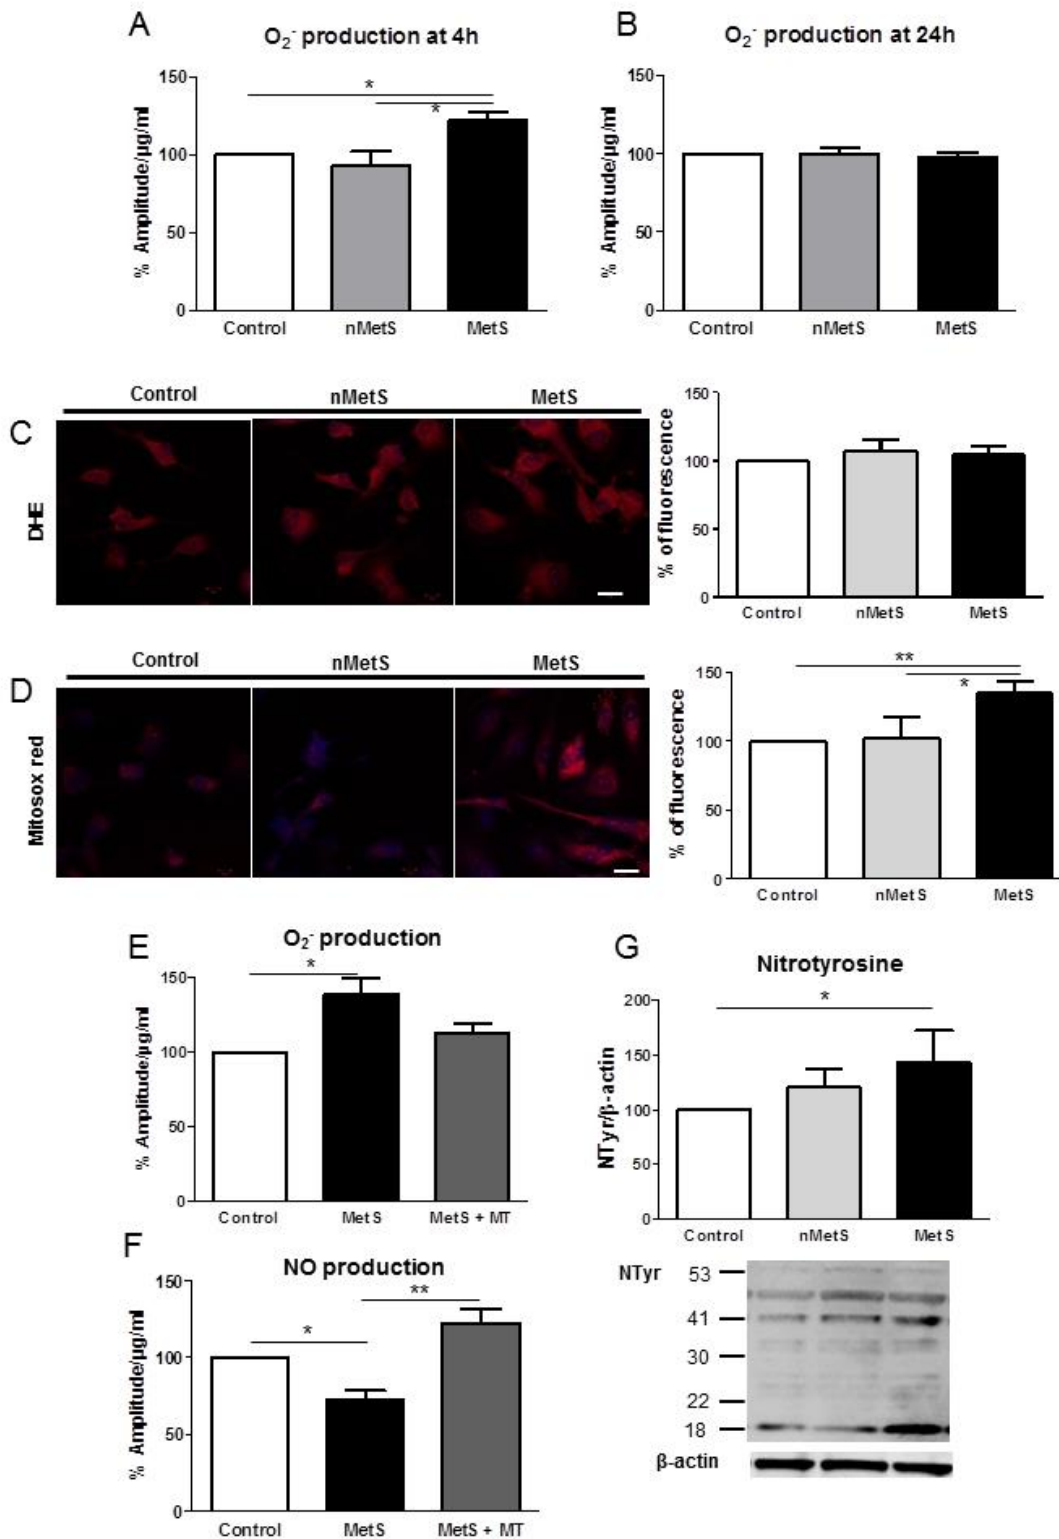 A
O₂⁻ production at 4h
% Amplitude/µg/ml
150
100
50
0
*
*
Control nMetS MetS
B
O₂⁻ production at 24h
% Amplitude/µg/ml
150
100
50
0
Control nMetS MetS
C
Control nMetS MetS
DHE
% of fluorescence
150
100
50
0
Control nMetS MetS
D
Control nMetS MetS
Mitosox red
% of fluorescence
150
100
50
0
**
*
Control nMetS MetS
E
O₂⁻ production
% Amplitude/µg/ml
150
100
50
0
*
Control MetS MetS + MT
F
NO production
% Amplitude/µg/ml
150
100
50
0
*
**
Control MetS MetS + MT
G
Nitrotyrosine
NTyr/β-actin
200
150
100
50
0
*
Control nMetS MetS
NTyr 53
41
30
22
18
β-actin